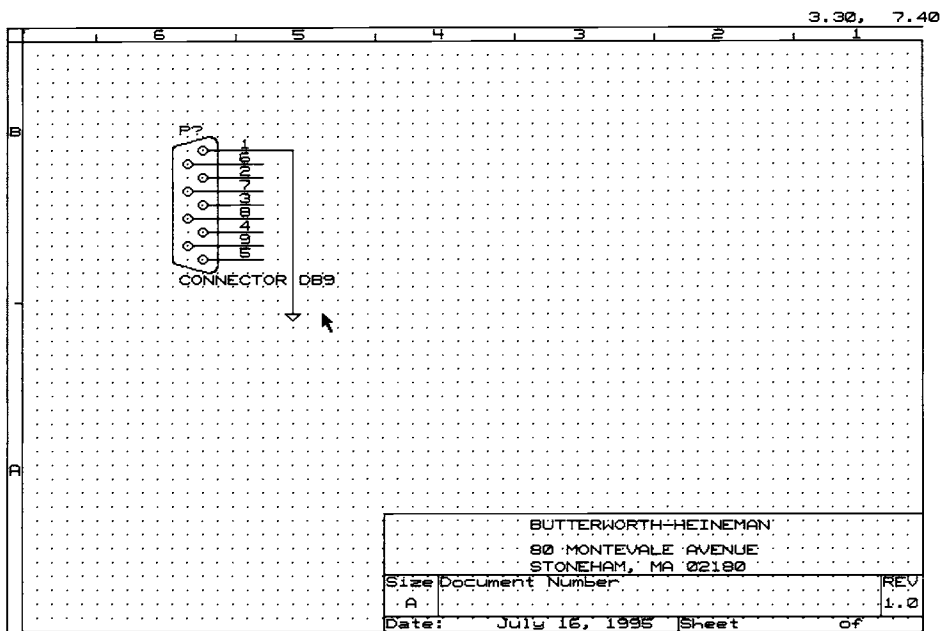 3.30, 7.40
6 5 4 3 2 1
B
P?
1
6
2
7
3
8
4
9
5
CONNECTOR DB9
A
BUTTERWORTH-HEINEMAN
80 MONTEVALE AVENUE
STONEHAM, MA 02180
Size Document Number REV
A 1.0
Date: July 16, 1995 Sheet of